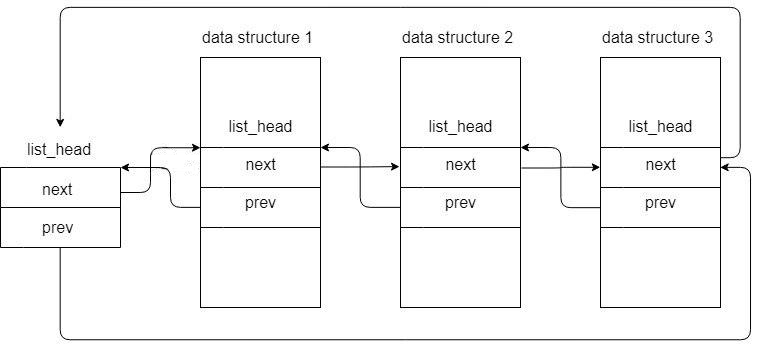 data structure 1
data structure 2
data structure 3
list_head
next
prev
list_head
next
prev
list_head
next
prev
list_head
next
prev